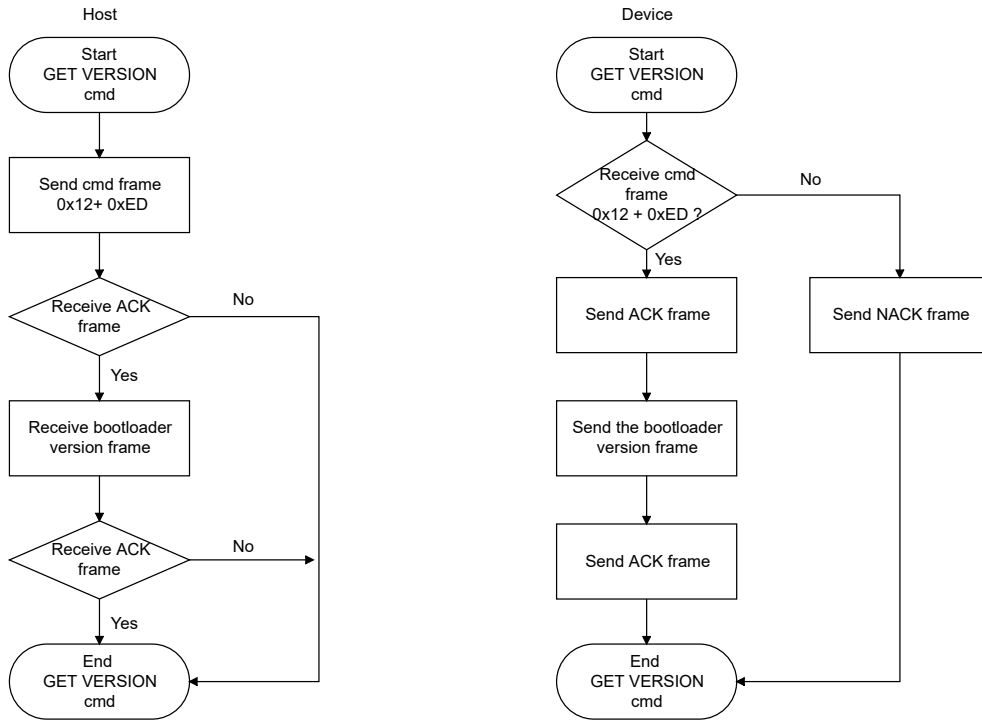 Host
Start
GET VERSION
cmd
Send cmd frame
0x12+ 0xED
Receive ACK
frame
No
Yes
Receive bootloader
version frame
Receive ACK
frame
No
Yes
End
GET VERSION
cmd
Device
Start
GET VERSION
cmd
Receive cmd
frame
0x12 + 0xED ?
No
Yes
Send ACK frame
Send NACK frame
Send the bootloader
version frame
Send ACK frame
End
GET VERSION
cmd